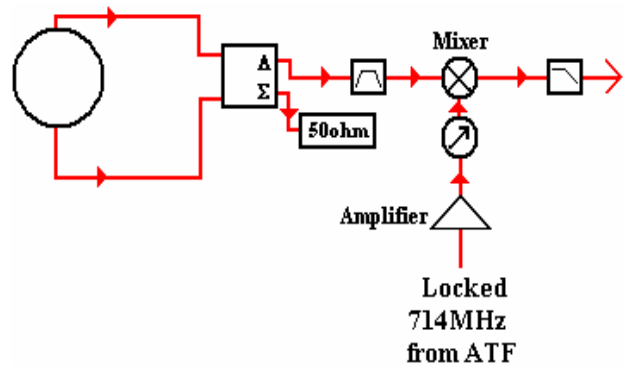 Mixer
Δ
Σ
50ohm
Amplifier
Locked
714MHz
from ATF